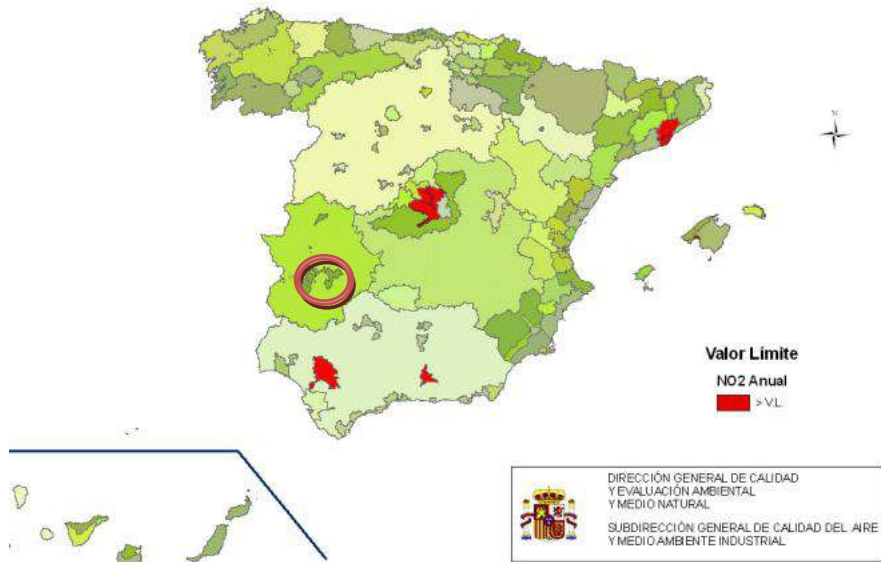 N
Valor Límite
NO2 Anual
> V.L.
DIRECCIÓN GENERAL DE CALIDAD
Y EVALUACIÓN AMBIENTAL
Y MEDIO NATURAL
SUBDIRECCIÓN GENERAL DE CALIDAD DEL AIRE
Y MEDIO AMBIENTE INDUSTRIAL